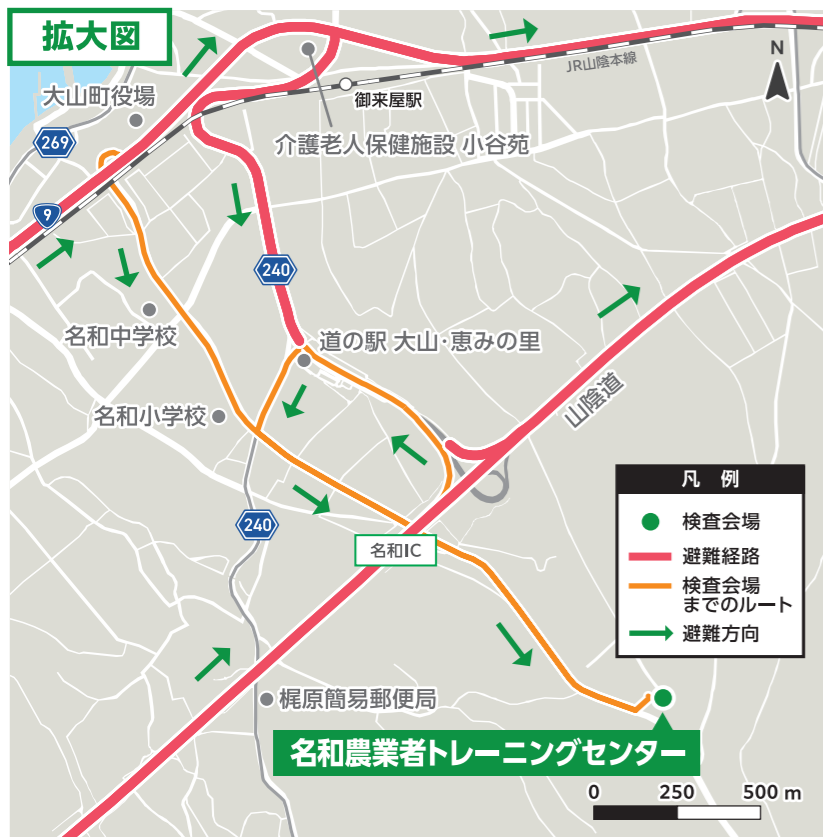 拡大図
N
JR山陰本線
御来屋駅
大山町役場
介護老人保健施設 小谷苑
269
9
240
名和中学校
道の駅 大山・恵みの里
名和小学校
山陰道
240
名和IC
凡 例
検査会場
避難経路
検査会場
までのルート
避難方向
梶原簡易郵便局
名和農業者トレーニングセンター
0 250 500 m